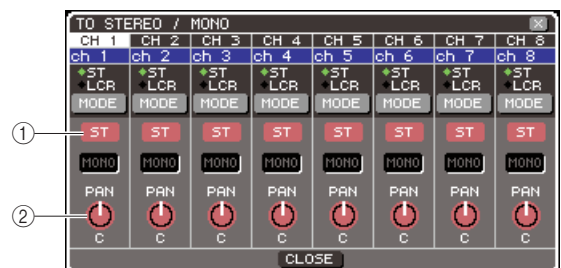 TO STEREO / MONO X
CH 1 CH 2 CH 3 CH 4 CH 5 CH 6 CH 7 CH 8
ch 1 ch 2 ch 3 ch 4 ch 5 ch 6 ch 7 ch 8
ST ST ST ST ST ST ST ST
LCR LCR LCR LCR LCR LCR LCR LCR
MODE MODE MODE MODE MODE MODE MODE MODE
① ST ST ST ST ST ST ST ST
MONO MONO MONO MONO MONO MONO MONO MONO
PAN PAN PAN PAN PAN PAN PAN PAN
②
C C C C C C C C
CLOSE